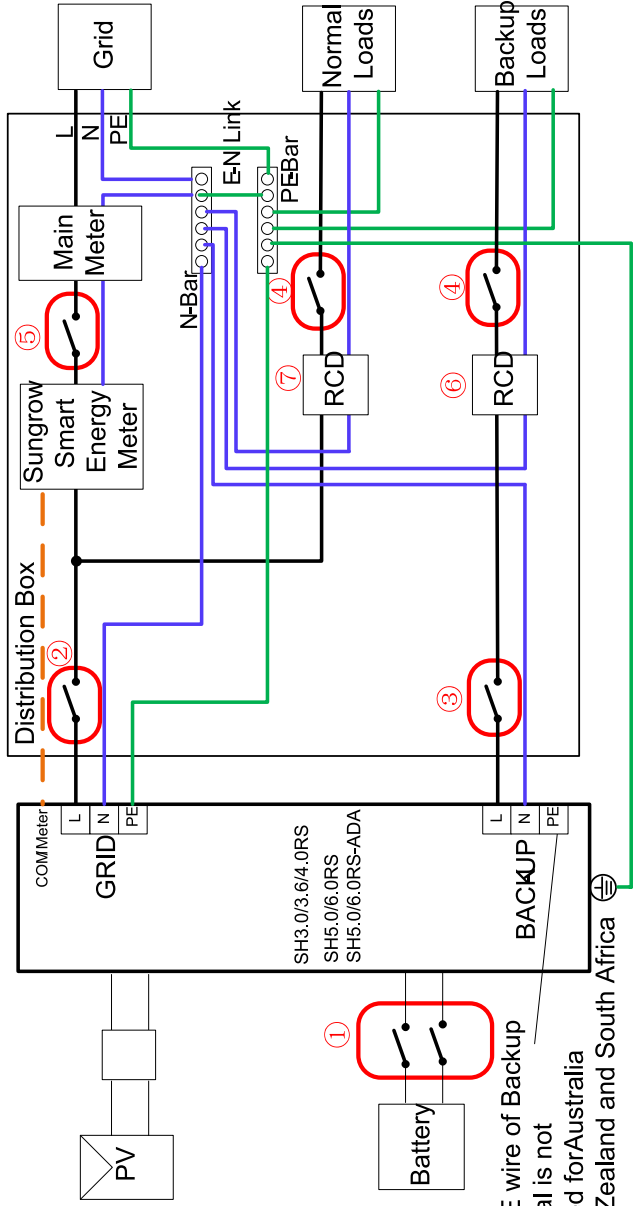 Grid
Normal
Loads
Backup
Loads
L
N
PE
E-N Link
Main
Meter
PE-Bar
N-Bar
④
④
⑤
⑦
⑥
RCD
RCD
Sungrow
Smart
Energy
Meter
Distribution Box
②
③
COMMeter
L
N
PE
GRID
L
N
PE
BACKUP
SH3.0/3.6/4.0RS
SH5.0/6.0RS
SH5.0/6.0RS-ADA
①
PV
Battery
E wire of Backup
al is not
d forAustralia
Zealand and South Africa